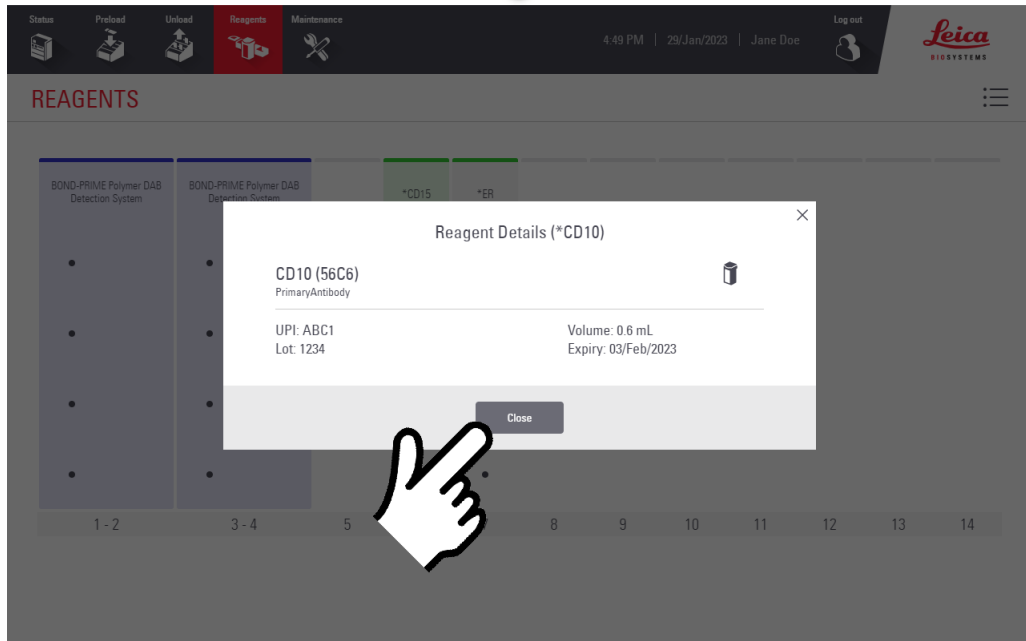 Status Preload Unload Reagents Maintenance
4:49 PM | 29/Jan/2023 | Jane Doe
Log out
Leica
BIOSYSTEMS
REAGENTS
BOND-PRIME Polymer DAB
Detection System
BOND-PRIME Polymer DAB
Detection System
*CD15
*ER
Reagent Details (*CD10)
CD10 (56C6)
PrimaryAntibody
UPI: ABC1
Lot: 1234
Volume: 0.6 mL
Expiry: 03/Feb/2023
Close
1 - 2 3 - 4 5 8 9 10 11 12 13 14